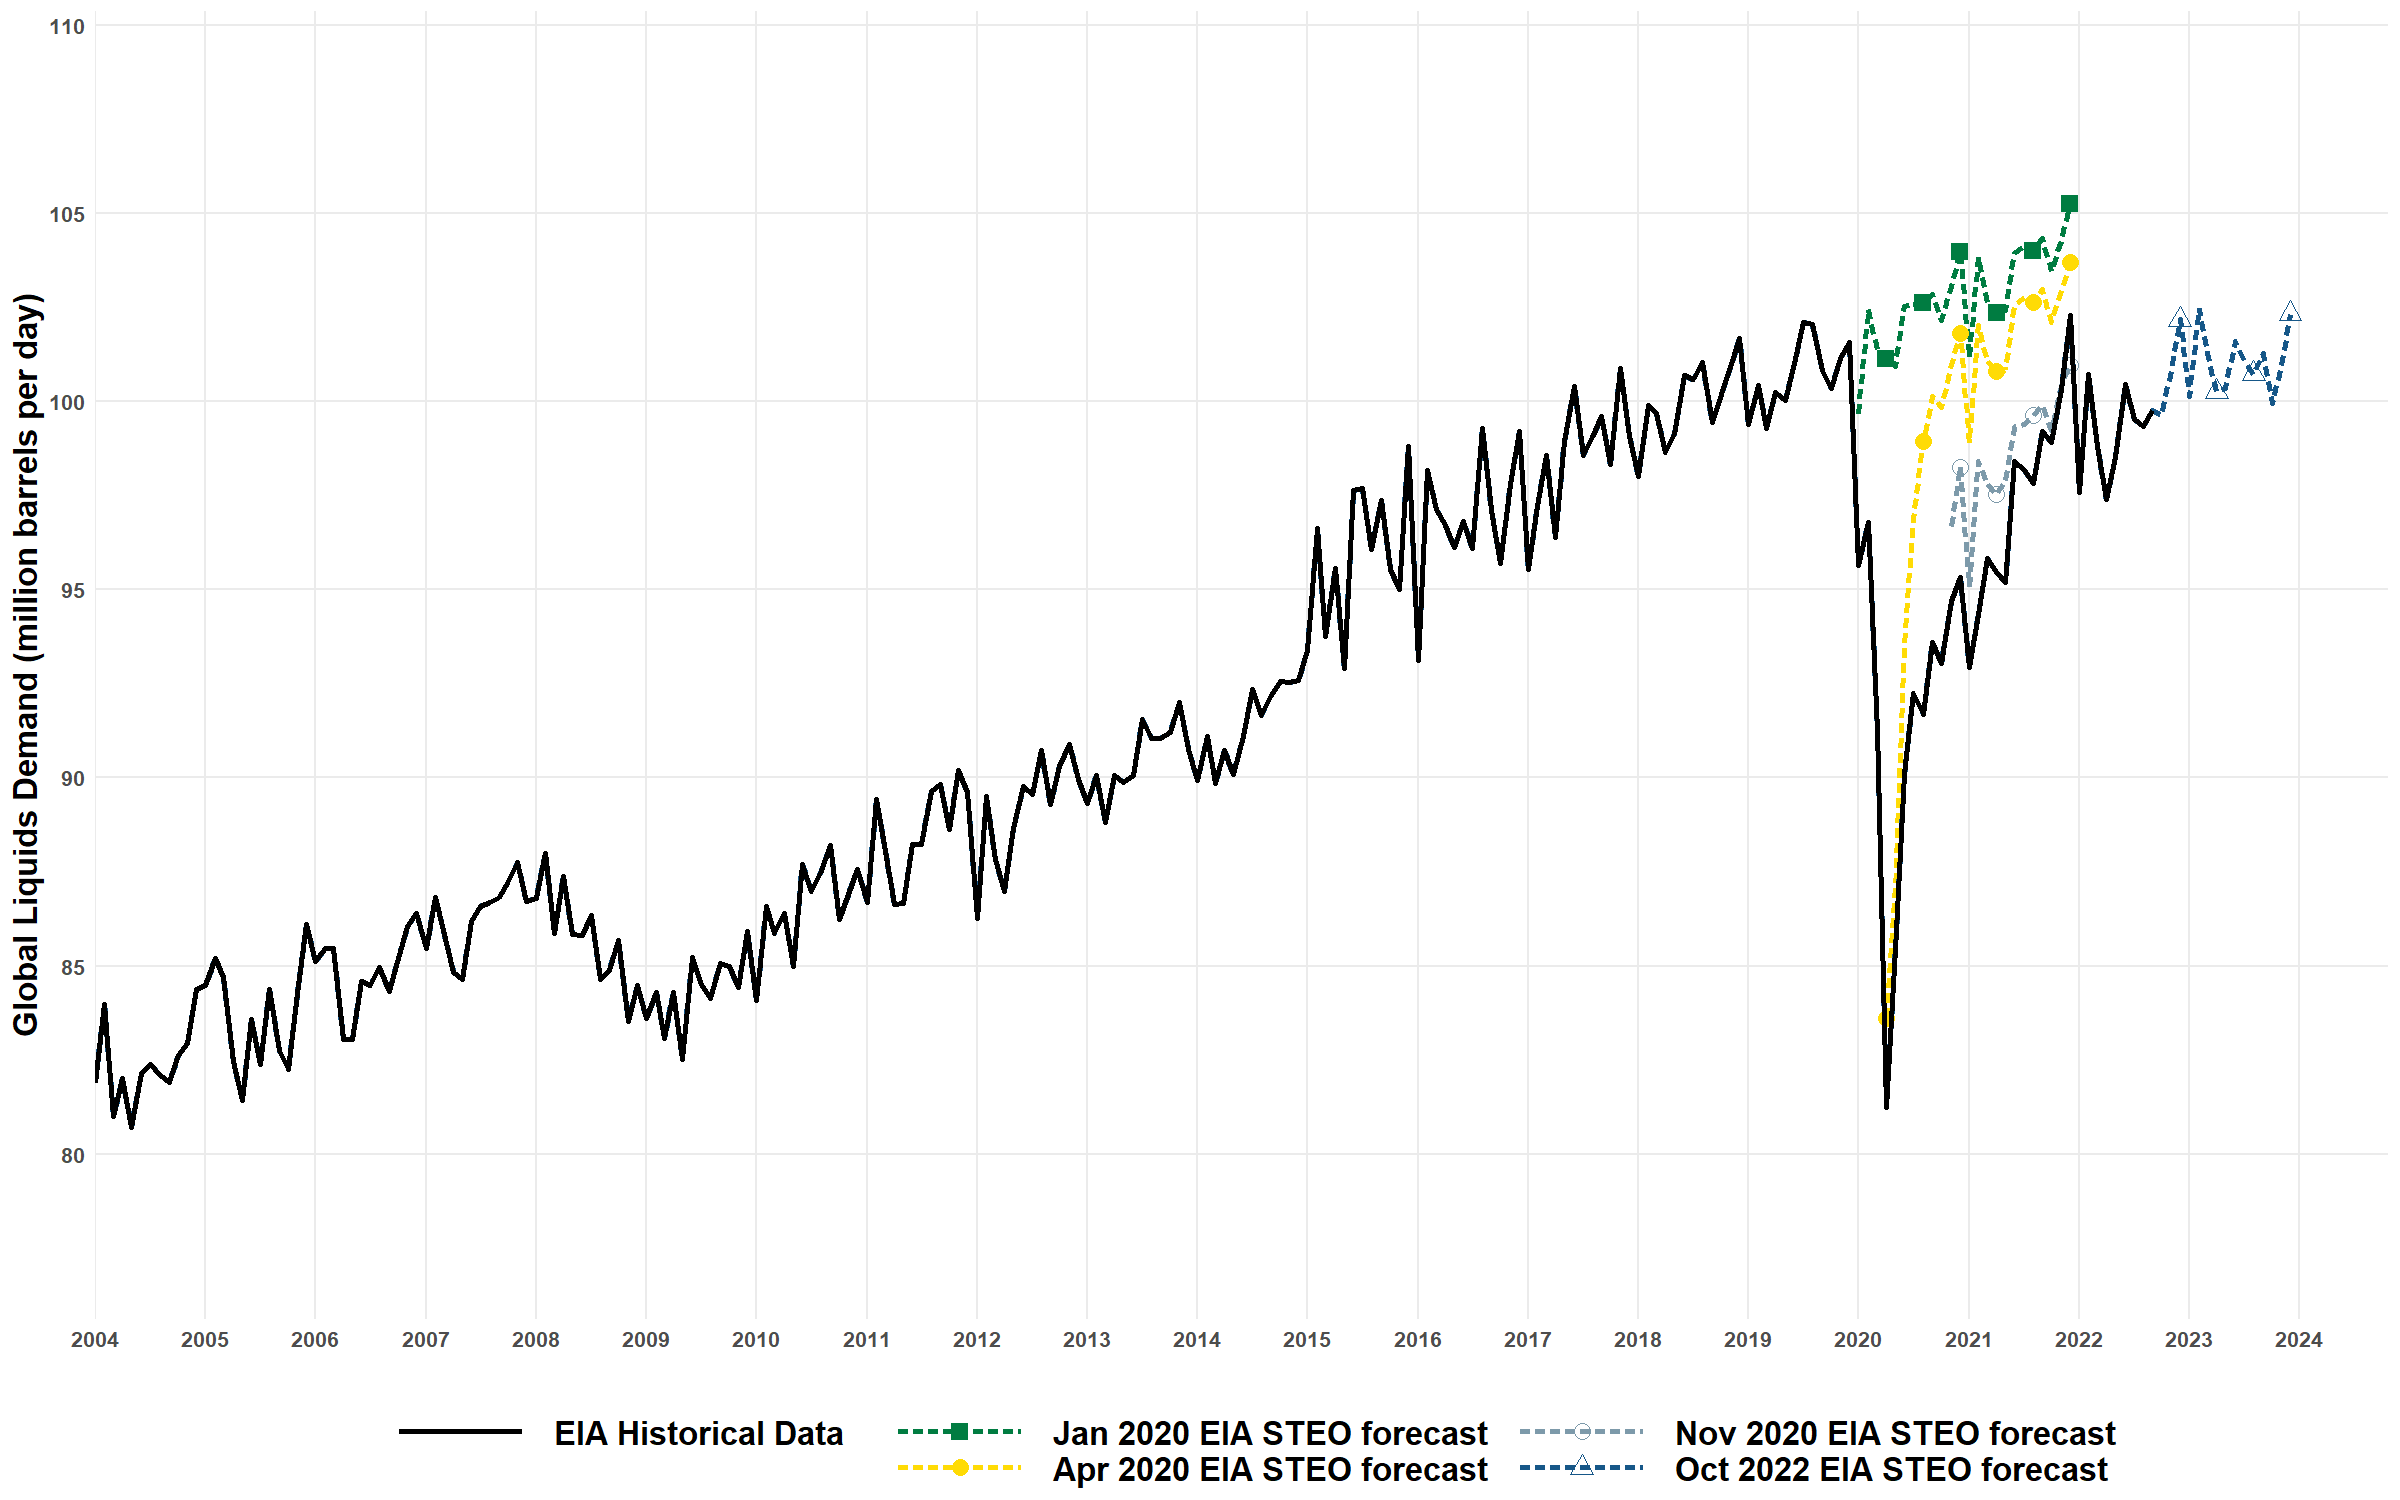 Global Liquids Demand (million barrels per day)
110
105
100
95
90
85
80
2004 2005 2006 2007 2008 2009 2010 2011 2012 2013 2014 2015 2016 2017 2018 2019 2020 2021 2022 2023 2024
EIA Historical Data
Jan 2020 EIA STEO forecast
Apr 2020 EIA STEO forecast
Nov 2020 EIA STEO forecast
Oct 2022 EIA STEO forecast